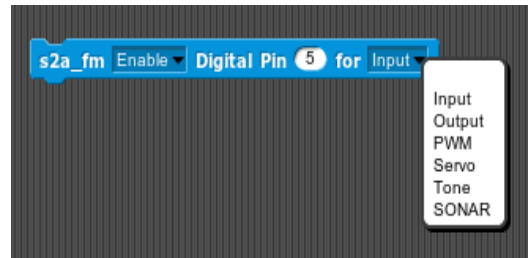 s2a_fm Enable Digital Pin 5 for Input
Input
Output
PWM
Servo
Tone
SONAR